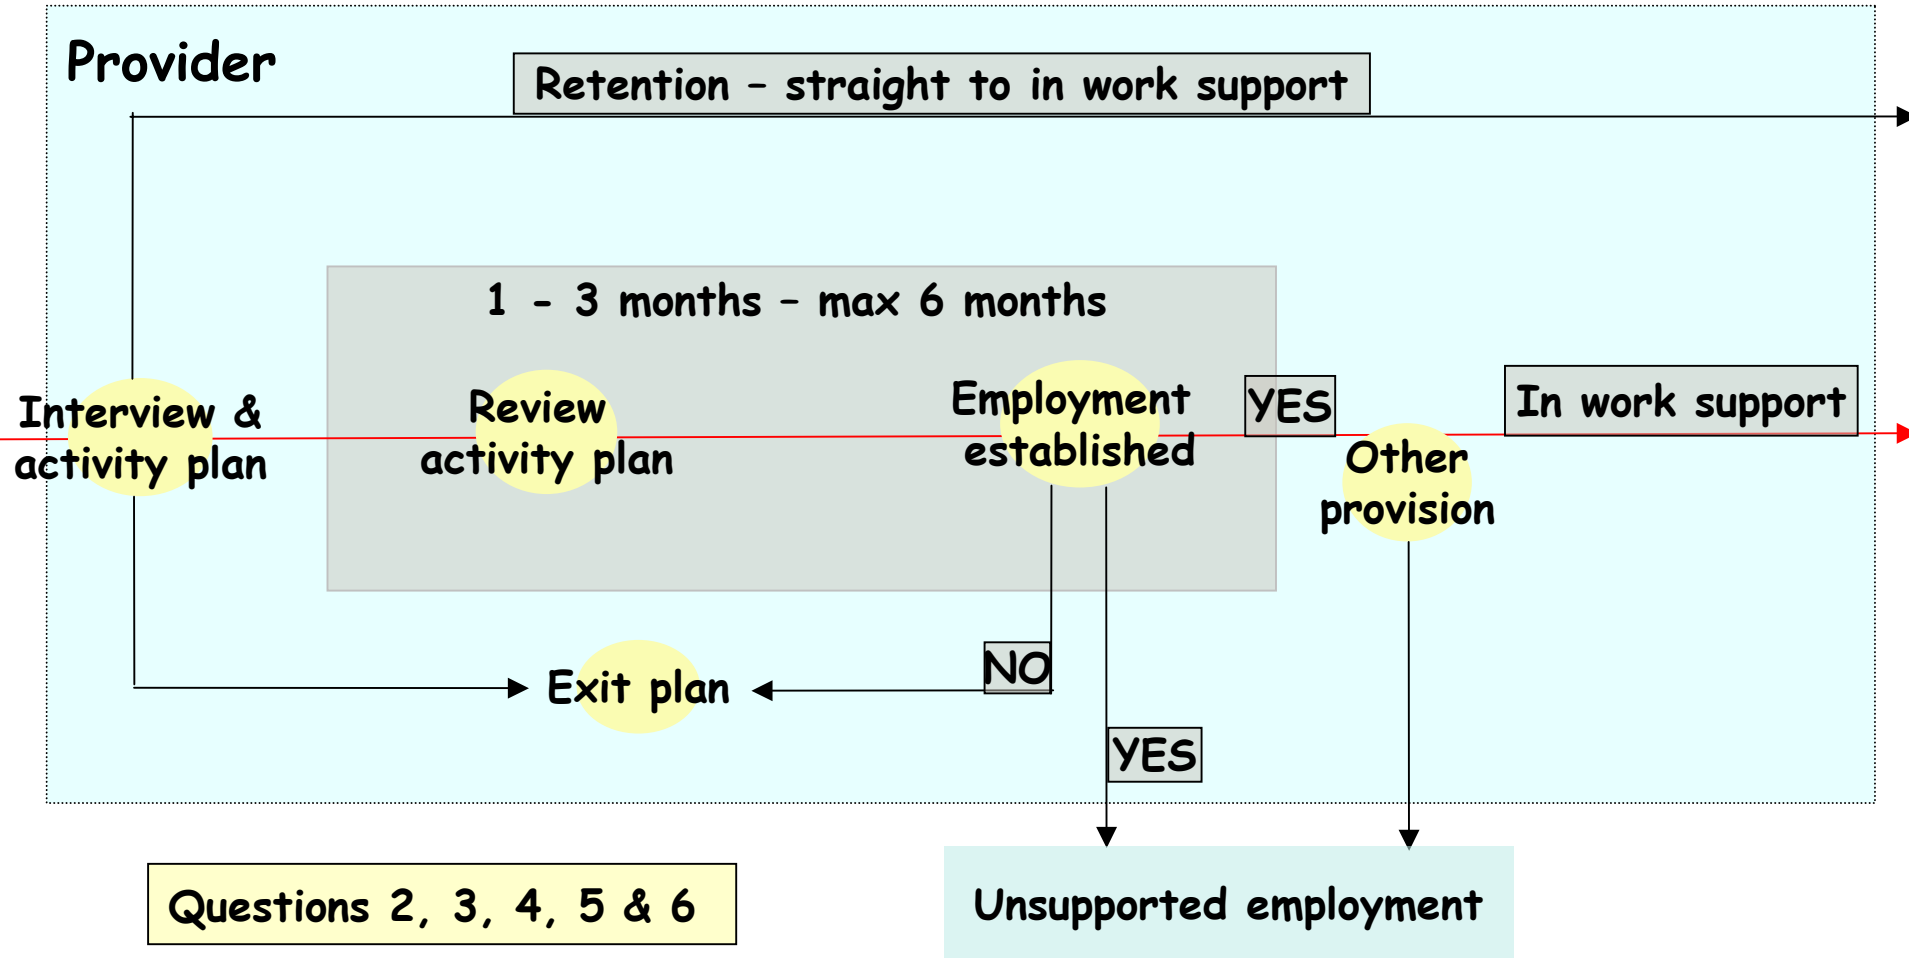 Provider
Retention – straight to in work support
1 - 3 months – max 6 months
Interview &
activity plan
Review
activity plan
Employment
established
YES
In work support
Other
provision
NO
Exit plan
YES
Questions 2, 3, 4, 5 & 6
Unsupported employment